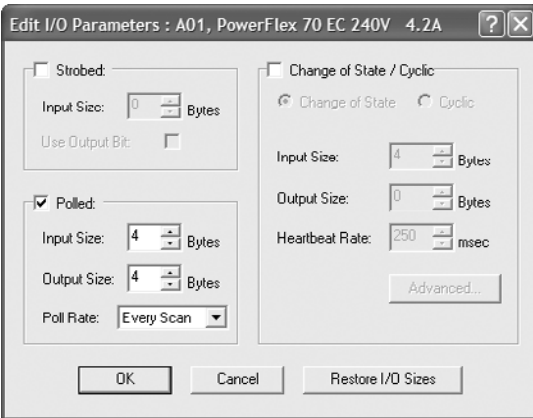 Edit I/O Parameters : A01, PowerFlex 70 EC 240V 4.2A
Strobed:
Input Size: 0 Bytes
Use Output Bit:
Polled:
Input Size: 4 Bytes
Output Size: 4 Bytes
Poll Rate: Every Scan
Change of State / Cyclic
Change of State Cyclic
Input Size: 4 Bytes
Output Size: 0 Bytes
Heartbeat Rate: 250 msec
Advanced...
OK Cancel Restore I/O Sizes